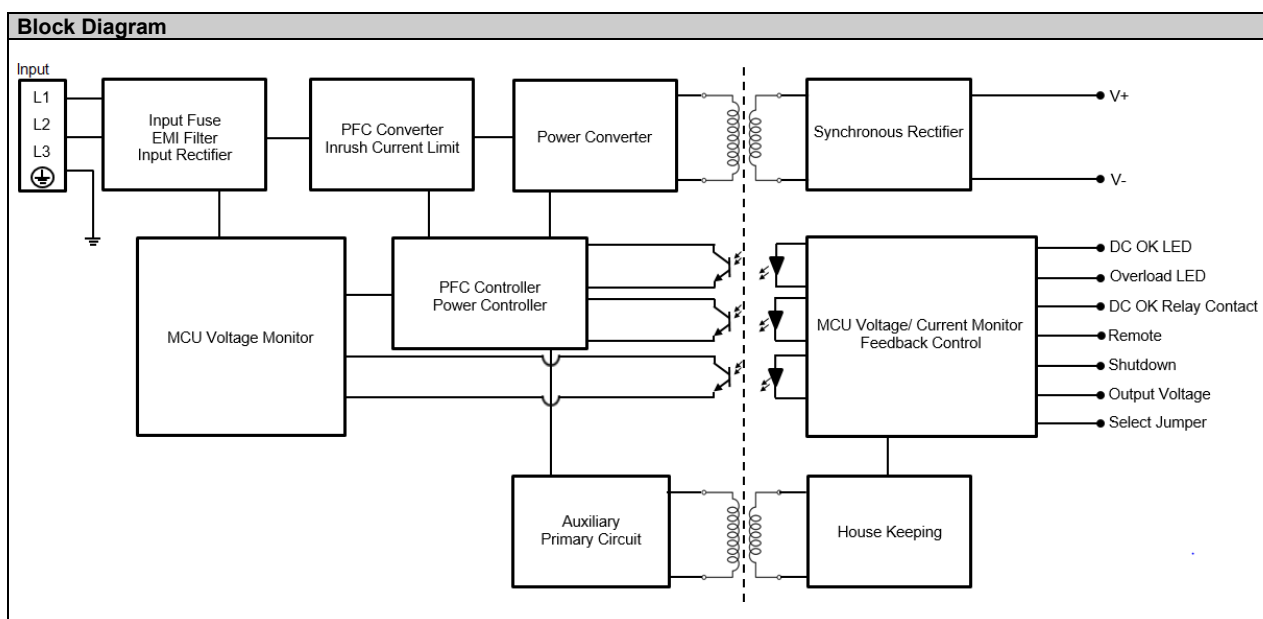 Block Diagram
Input
L1
L2
L3
Input Fuse
EMI Filter
Input Rectifier
PFC Converter
Inrush Current Limit
Power Converter
Synchronous Rectifier
V+
V-
MCU Voltage Monitor
PFC Controller
Power Controller
MCU Voltage/ Current Monitor
Feedback Control
DC OK LED
Overload LED
DC OK Relay Contact
Remote
Shutdown
Output Voltage
Select Jumper
Auxiliary
Primary Circuit
House Keeping